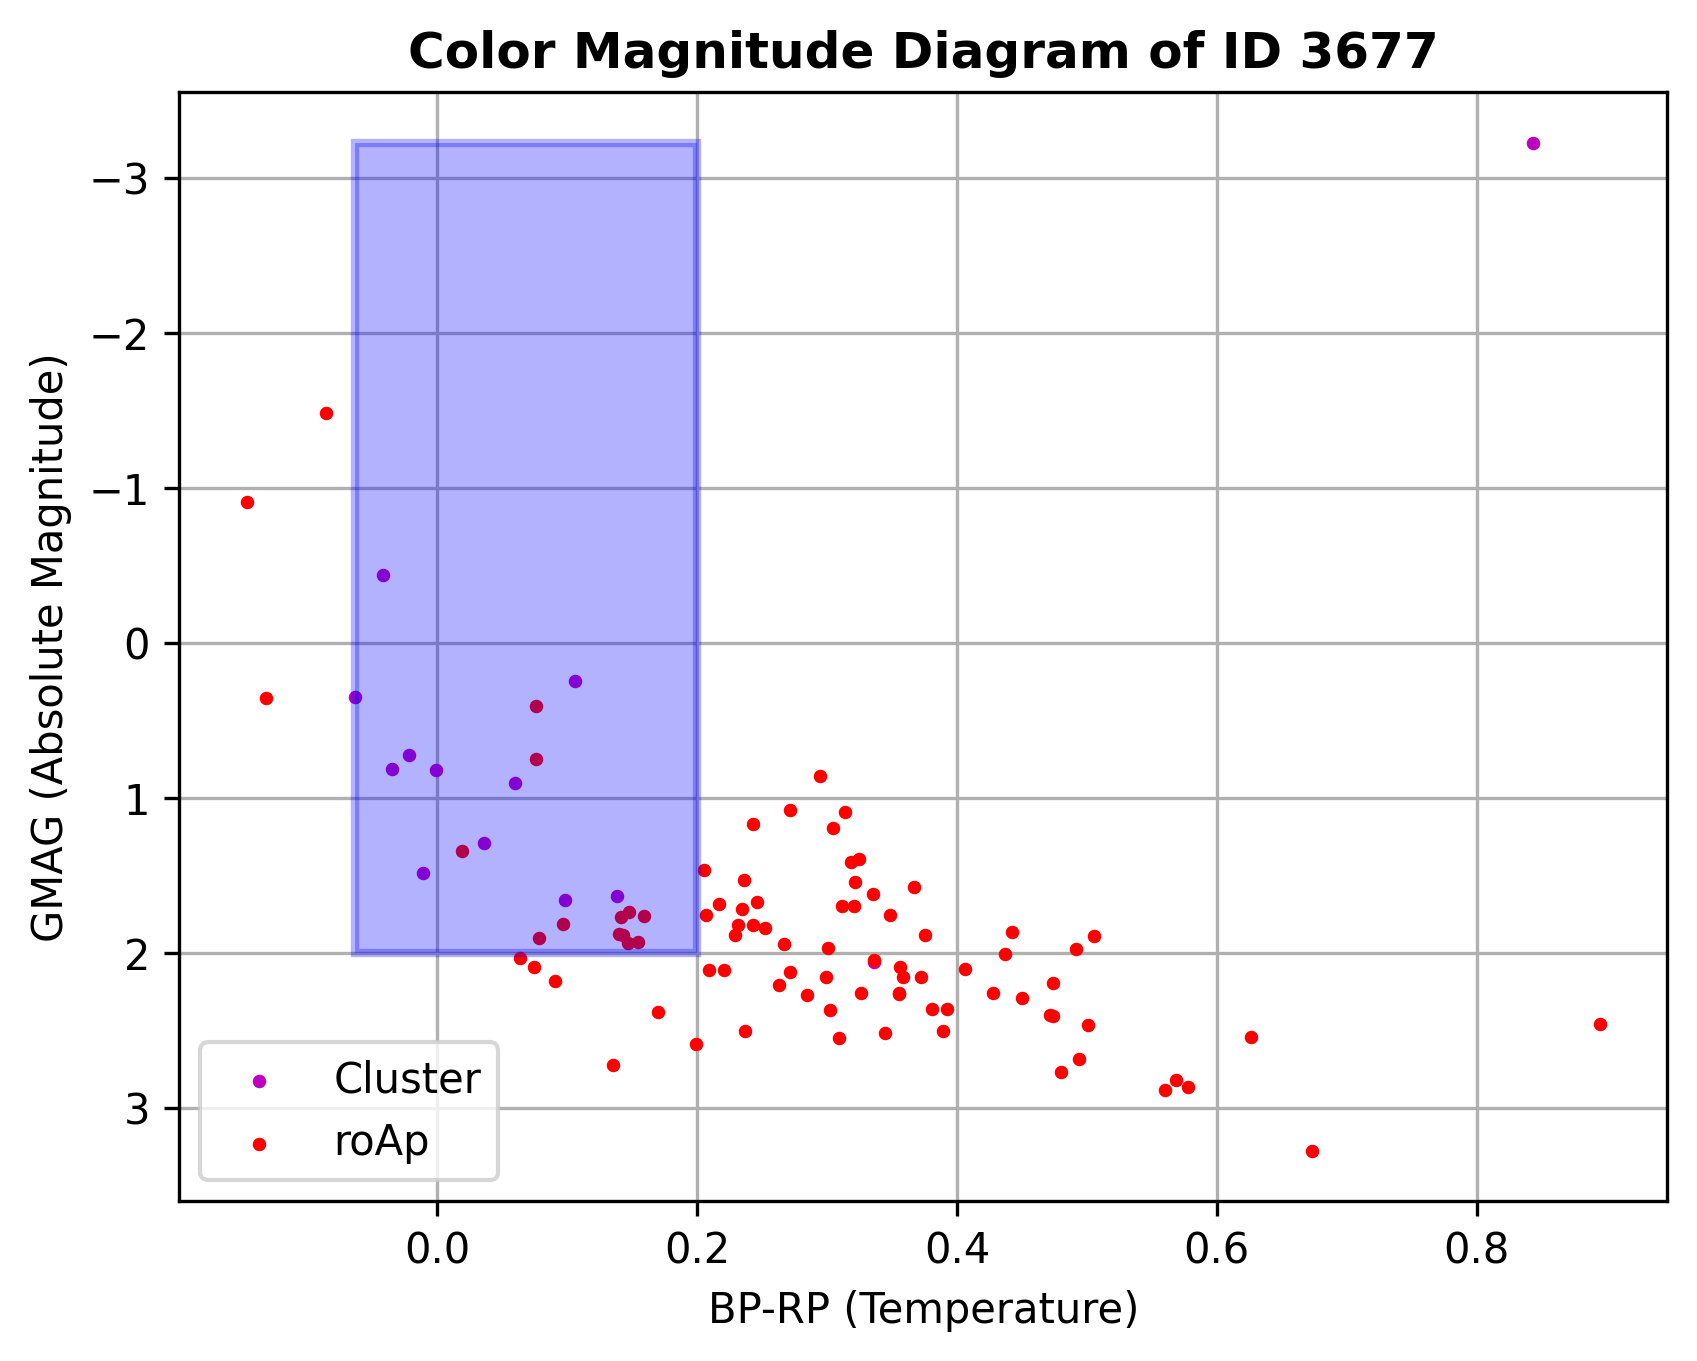 Color Magnitude Diagram of ID 3677
GMAG (Absolute Magnitude)
−3
−2
−1
0
1
2
3
Cluster
roAp
0.0 0.2 0.4 0.6 0.8
BP-RP (Temperature)